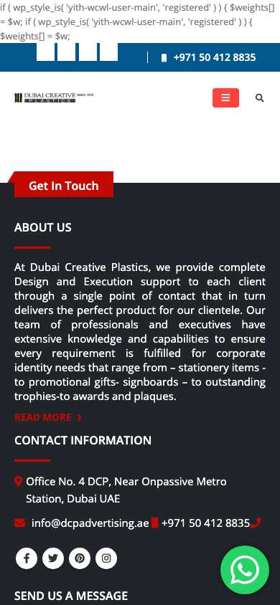 if ( wp_style_is( 'yith-wcwl-user-main', 'registered' ) ) { $weights[]
= $w; if ( wp_style_is( 'yith-wcwl-user-main', 'registered' ) ) {
$weights[] = $w;
+971 50 412 8835
DUBAI CREATIVE
PLASTICS
Get In Touch
ABOUT US
At Dubai Creative Plastics, we provide complete
Design and Execution support to each client
through a single point of contact that in turn
delivers the perfect product for our clientele. Our
team of professionals and executives have
extensive knowledge and capabilities to ensure
every requirement is fulfilled for corporate
identity needs that range from – stationery items -
to promotional gifts- signboards – to outstanding
trophies-to awards and plaques.
READ MORE
CONTACT INFORMATION
Office No. 4 DCP, Near Onpassive Metro
Station, Dubai UAE
info@dcpadvertising.ae +971 50 412 8835
SEND US A MESSAGE